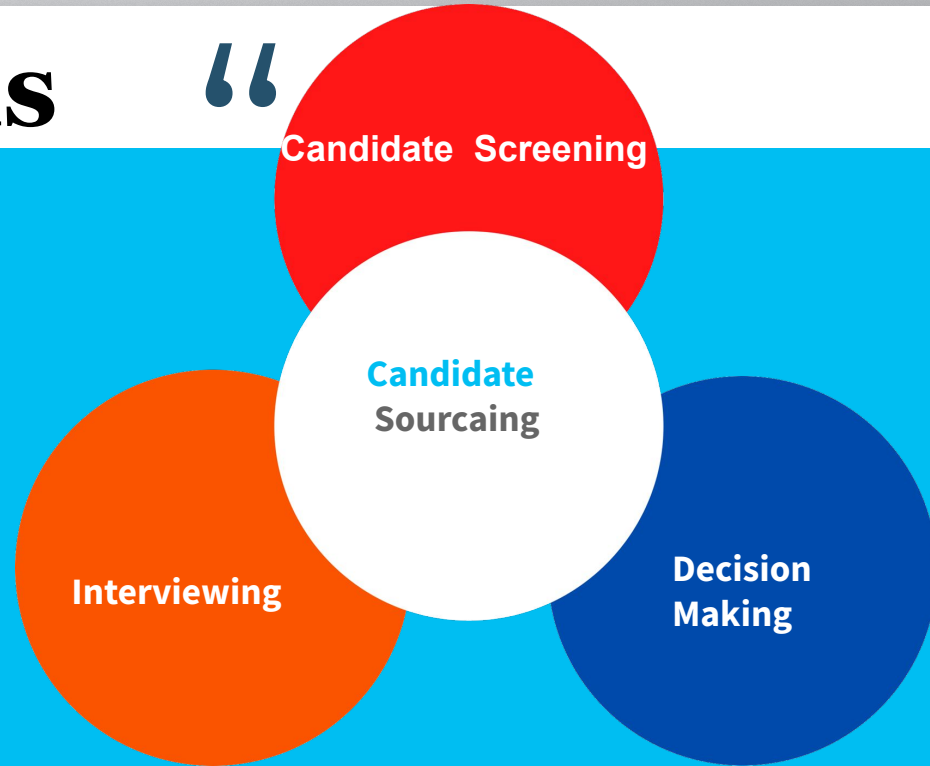 s “
Candidate  Screening
Candidate
Sourcaing
Interviewing
Decision
Making